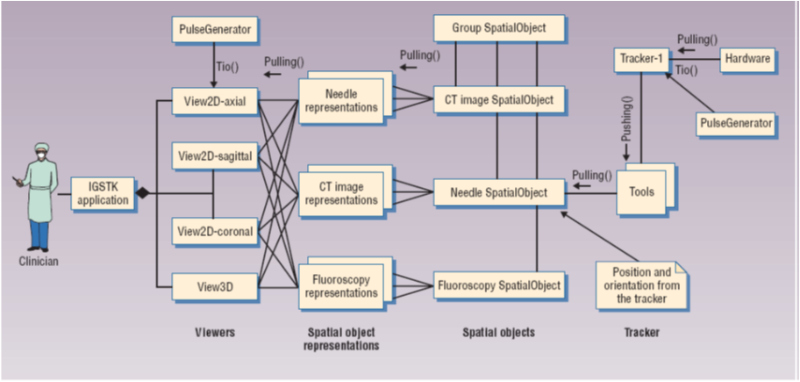 PulseGenerator
Tio()
Pulling()
Pulling()
Group SpatialObject
Pulling()
Tracker-1
Hardware
Tio()
View2D-axial
Needle
representations
CT image SpatialObject
PulseGenerator
Pushing()
View2D-sagittal
IGSTK
application
CT image
representations
Needle SpatialObject
Pulling()
Tools
View2D-coronal
Clinician
View3D
Fluoroscopy
representations
Fluoroscopy SpatialObject
Position and
orientation from
the tracker
Viewers
Spatial object
representations
Spatial objects
Tracker